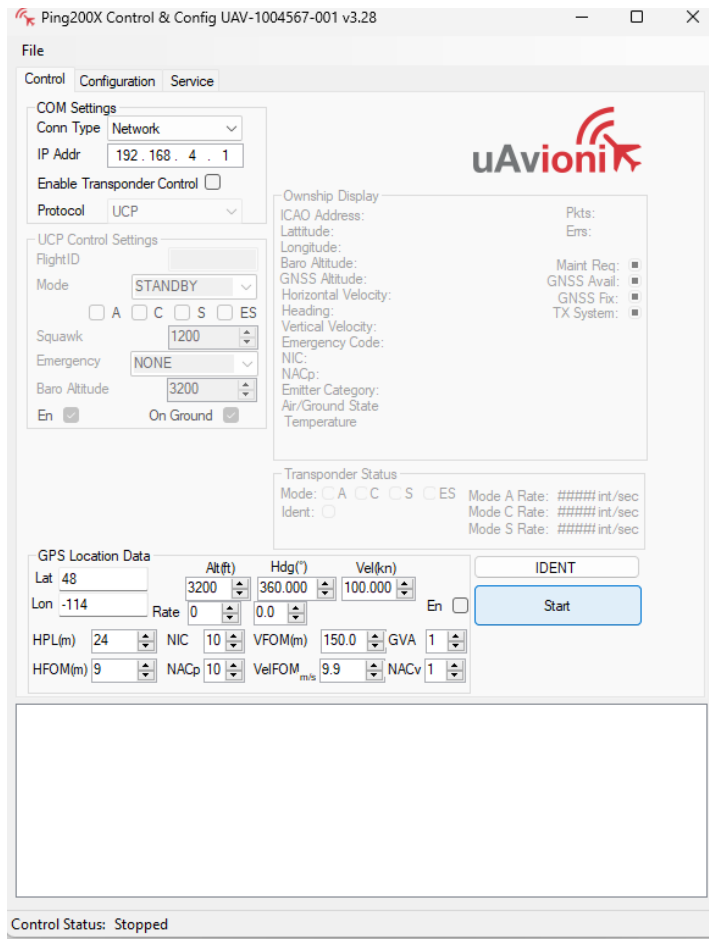 Ping200X Control & Config UAV-1004567-001 v3.28
File
Control Configuration Service
COM Settings
Conn Type Network
IP Addr 192 . 168 . 4 . 1
Enable Transponder Control
Protocol UCP
uAvionix
UCP Control Settings
FlightID
Mode STANDBY
A C S ES
Squawk 1200
Emergency NONE
Baro Altitude 3200
En On Ground
Ownship Display
ICAO Address: Pkts:
Lattitude: Errs:
Longitude:
Baro Altitude: Maint Req:
GNSS Altitude: GNSS Avail:
Horizontal Velocity: GNSS Fix:
Heading: TX System:
Vertical Velocity:
Emergency Code:
NIC:
NACp:
Emitter Category:
Air/Ground State
Temperature
Transponder Status
Mode: A C S ES Mode A Rate: ##### int/sec
Ident: Mode C Rate: ##### int/sec
Mode S Rate: ##### int/sec
GPS Location Data
Alt(ft) Hdg(°) Vel(kn)
Lat 48 3200 360.000 100.000
Lon -114 Rate 0 0.0 En
HPL(m) 24 NIC 10 VFOM(m) 150.0 GVA 1
HFOM(m) 9 NACp 10 VelFOM m/s 9.9 NACv 1
IDENT
Start
Control Status: Stopped